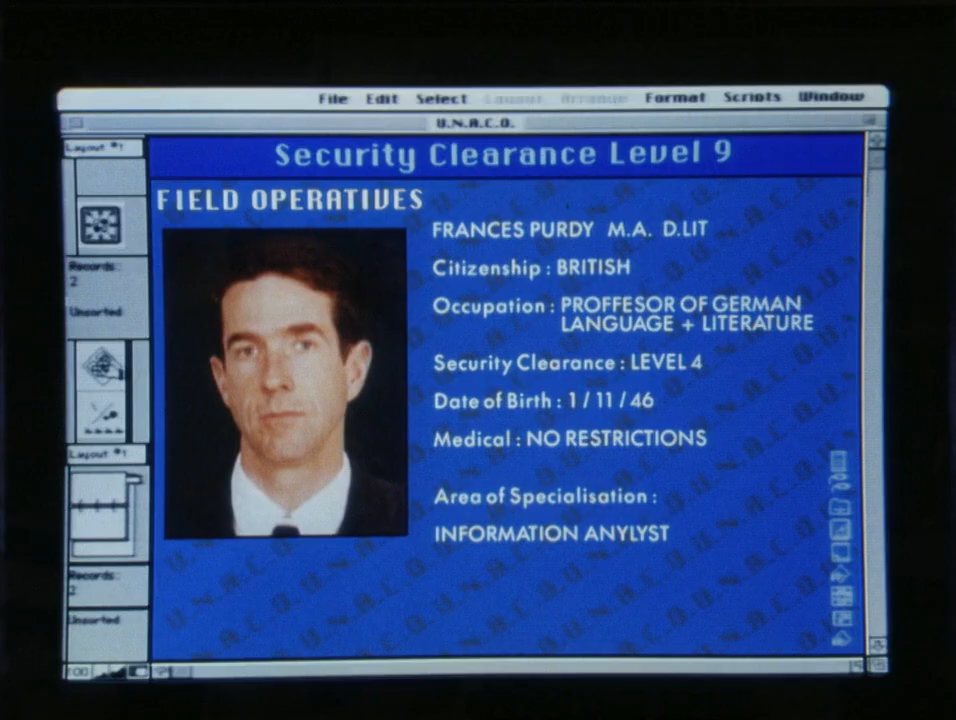 File Edit Select Layout Arrange Format Scripts Window
U.N.A.C.O.
Layout #1
Security Clearance Level 9
FIELD OPERATIVES
FRANCES PURDY M.A. D.LIT
Citizenship : BRITISH
Occupation : PROFFESOR OF GERMAN
LANGUAGE + LITERATURE
Security Clearance : LEVEL 4
Date of Birth : 1 / 11 / 46
Medical : NO RESTRICTIONS
Area of Specialisation :
INFORMATION ANYLYST
Records:
2
Unsorted
Layout #1
Records:
2
Unsorted
100